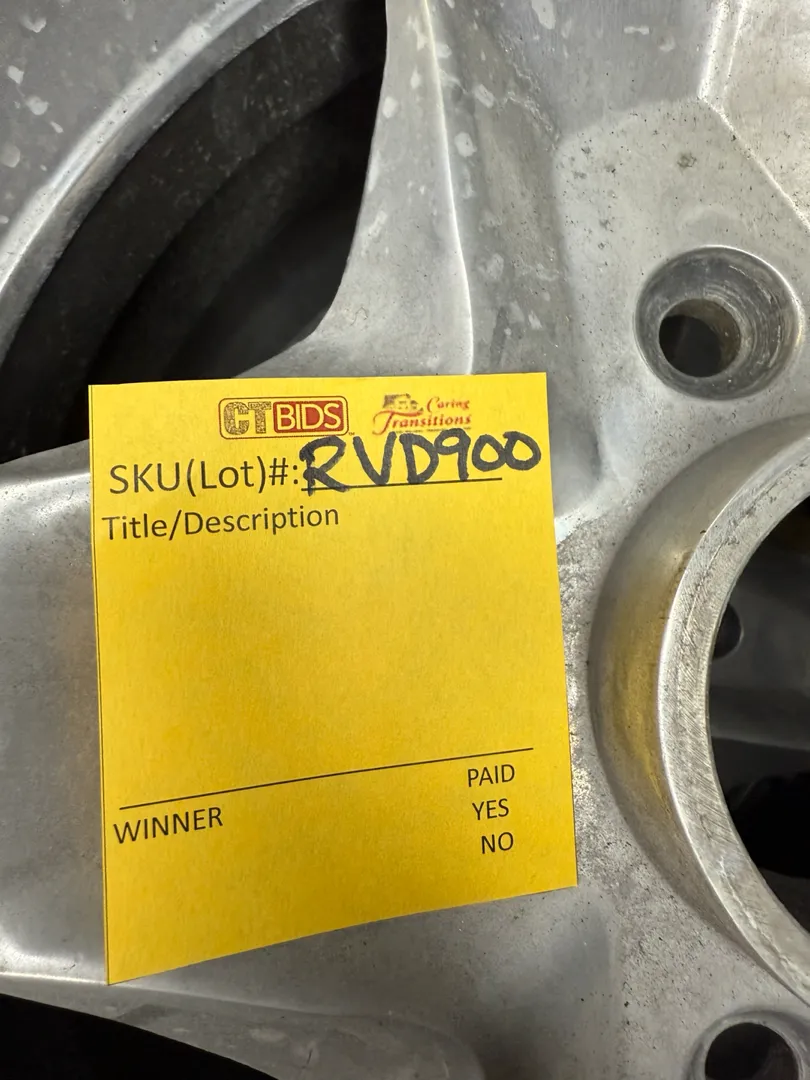 CTBIDS Caring Transitions
SKU(Lot)#: RVD900
Title/Description
PAID
WINNER YES
NO